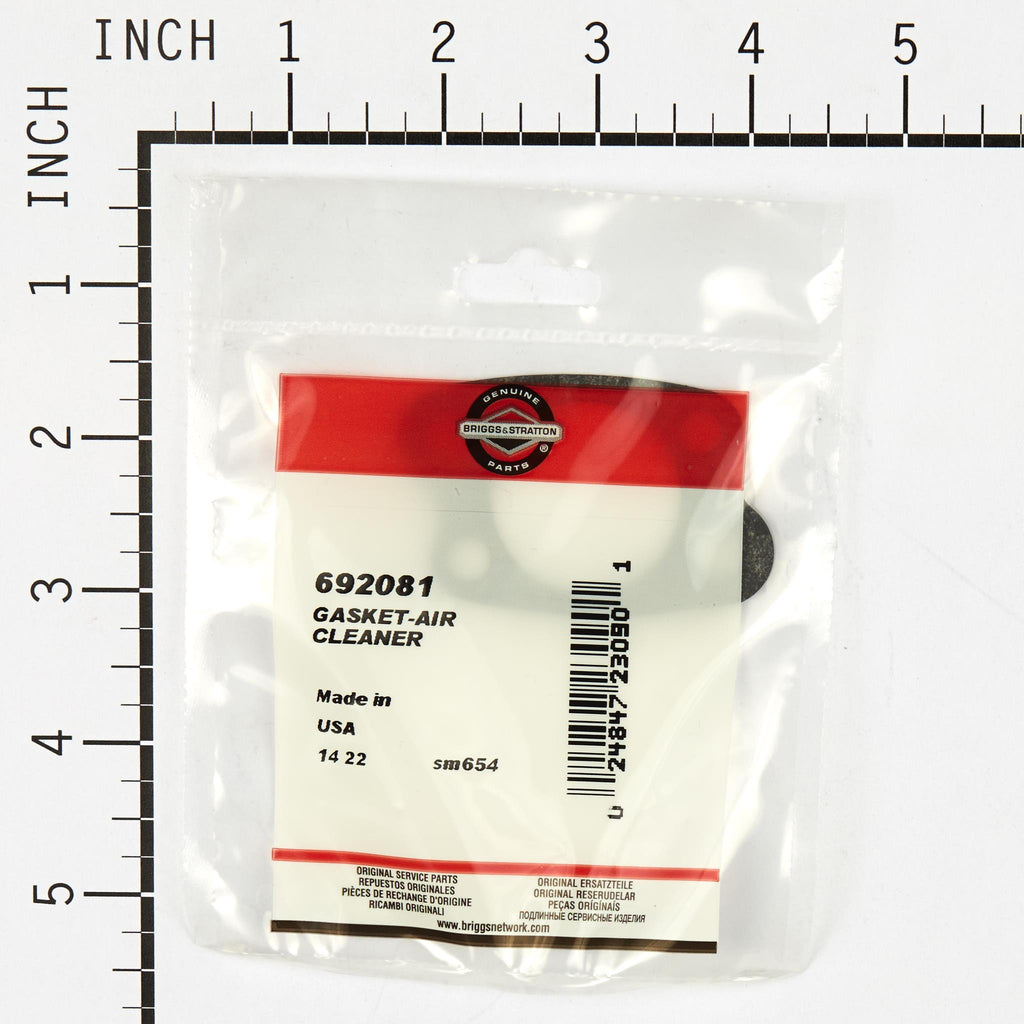 INCH 1 2 3 4 5
INCH
1
2
3
4
5
GENUINE
BRIGGS&STRATTON
®
PARTS
692081
GASKET-AIR
CLEANER
Made in
USA
14 22 sm654
0 24847 23090 1
ORIGINAL SERVICE PARTS
REPUESTOS ORIGINALES
PIÈCES DE RECHANGE D'ORIGINE
RICAMBI ORIGINALI
ORIGINAL ERSATZTEILE
ORIGINAL RESERUDELAR
PEÇAS ORIGÍNAIS
ПОДЛИННЫЕ СЕРВИСНЫЕ ИЗДЕЛИЯ
www.briggsnetwork.com